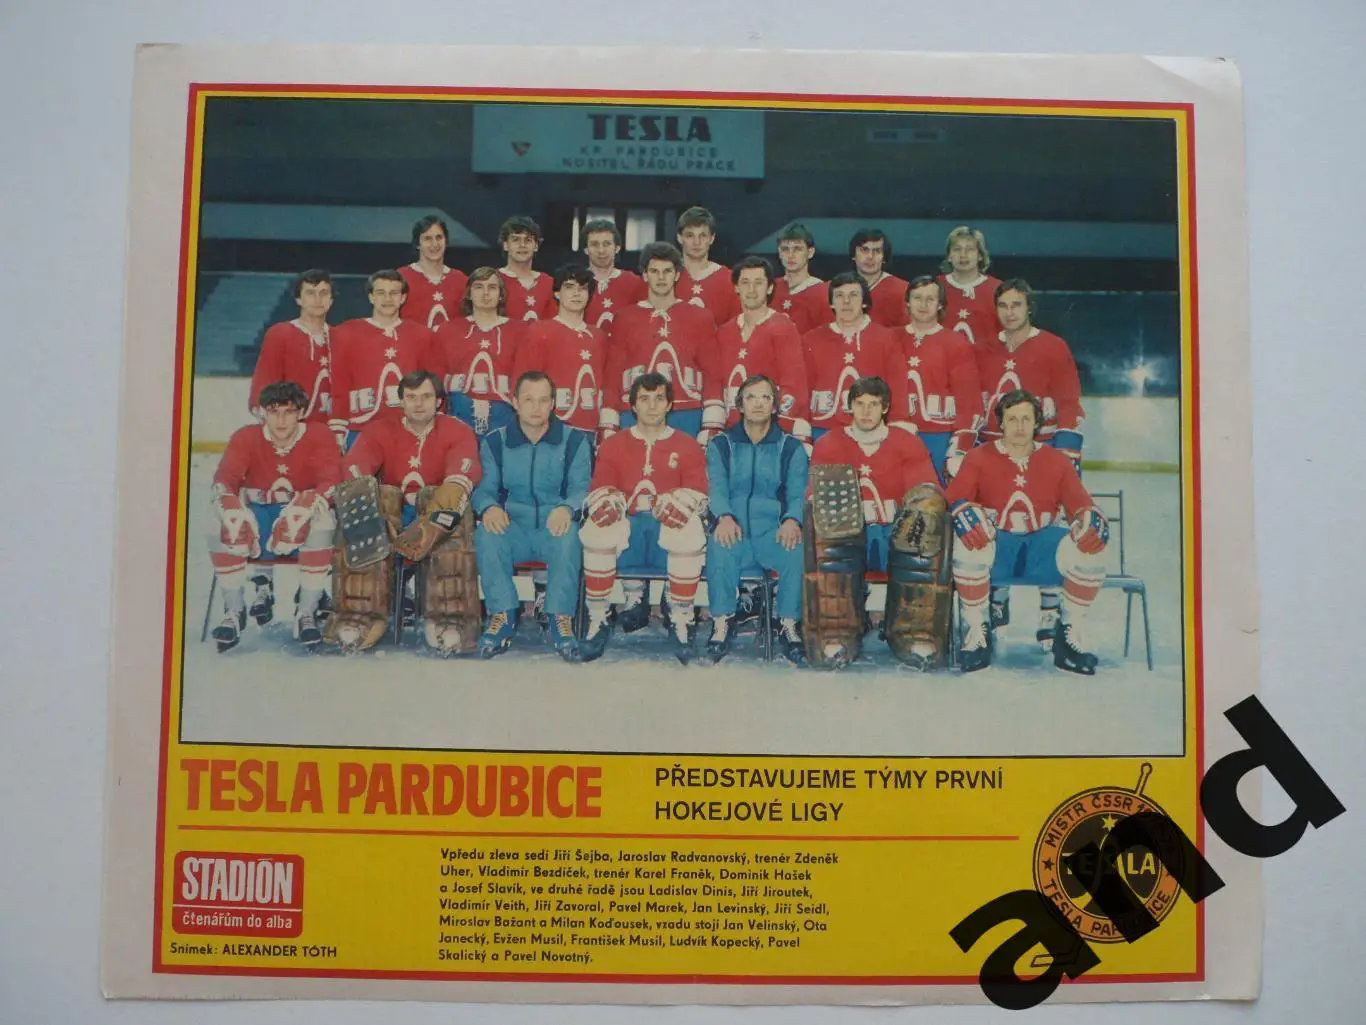 TESLA
K.P. PARDUBICE
NOSITEL ŘÁDU PRÁCE
TESLA PARDUBICE
PŘEDSTAVUJEME TÝMY PRVNÍ
HOKEJOVÉ LIGY
STADIÓN
čtenářům do alba
Snímek: ALEXANDER TÓTH
Vpředu zleva sedí Jiří Šejba, Jaroslav Radvanovský, trenér Zdeněk
Uher, Vladimír Bezdíček, trenér Karel Franěk, Dominik Hašek
a Josef Slavík, ve druhé řadě jsou Ladislav Dinis, Jiří Jiroutek,
Vladimír Veith, Jiří Zavoral, Pavel Marek, Jan Levinský, Jiří Seidl,
Miroslav Bažant a Milan Koďousek, vzadu stojí Jan Velinský, Ota
Janecký, Evžen Musil, František Musil, Ludvík Kopecký, Pavel
Skalický a Pavel Novotný.
MISTR ČSSR
TESLA
TESLA PARDUBICE
and